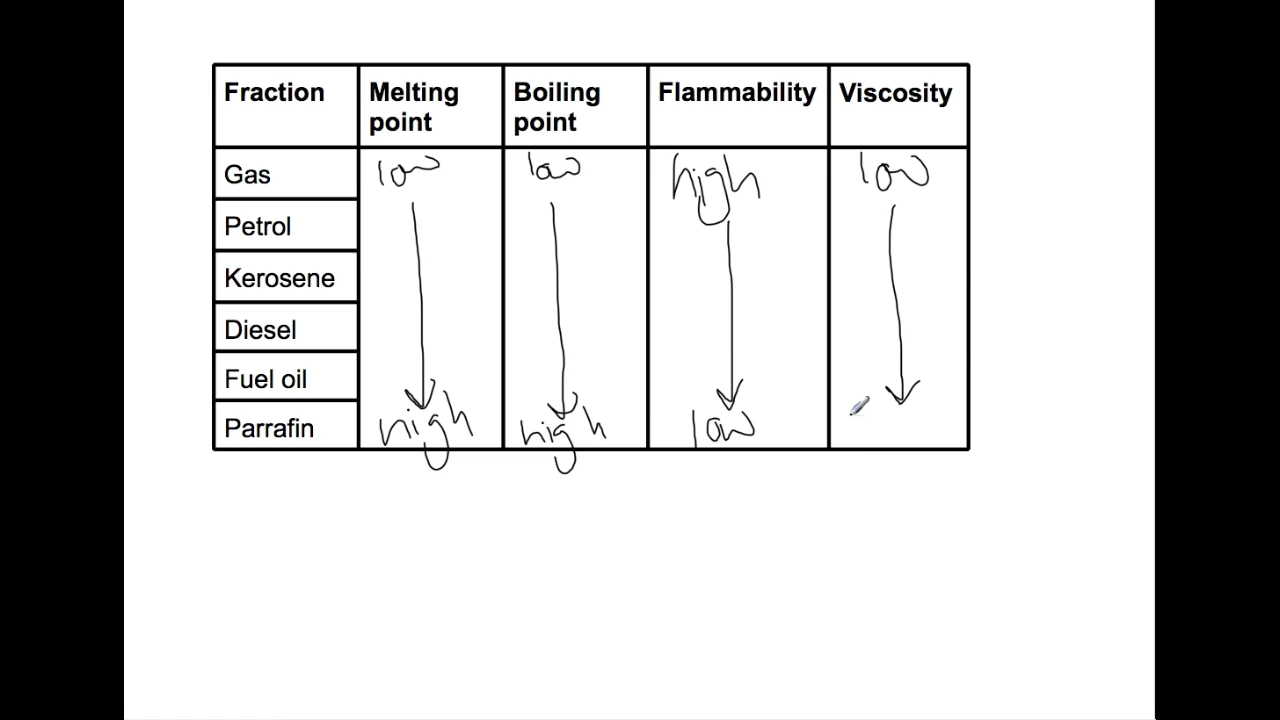 Fraction Melting point Boiling point Flammability Viscosity
Gas low low high low
Petrol
Kerosene
Diesel
Fuel oil
Parrafin high high low